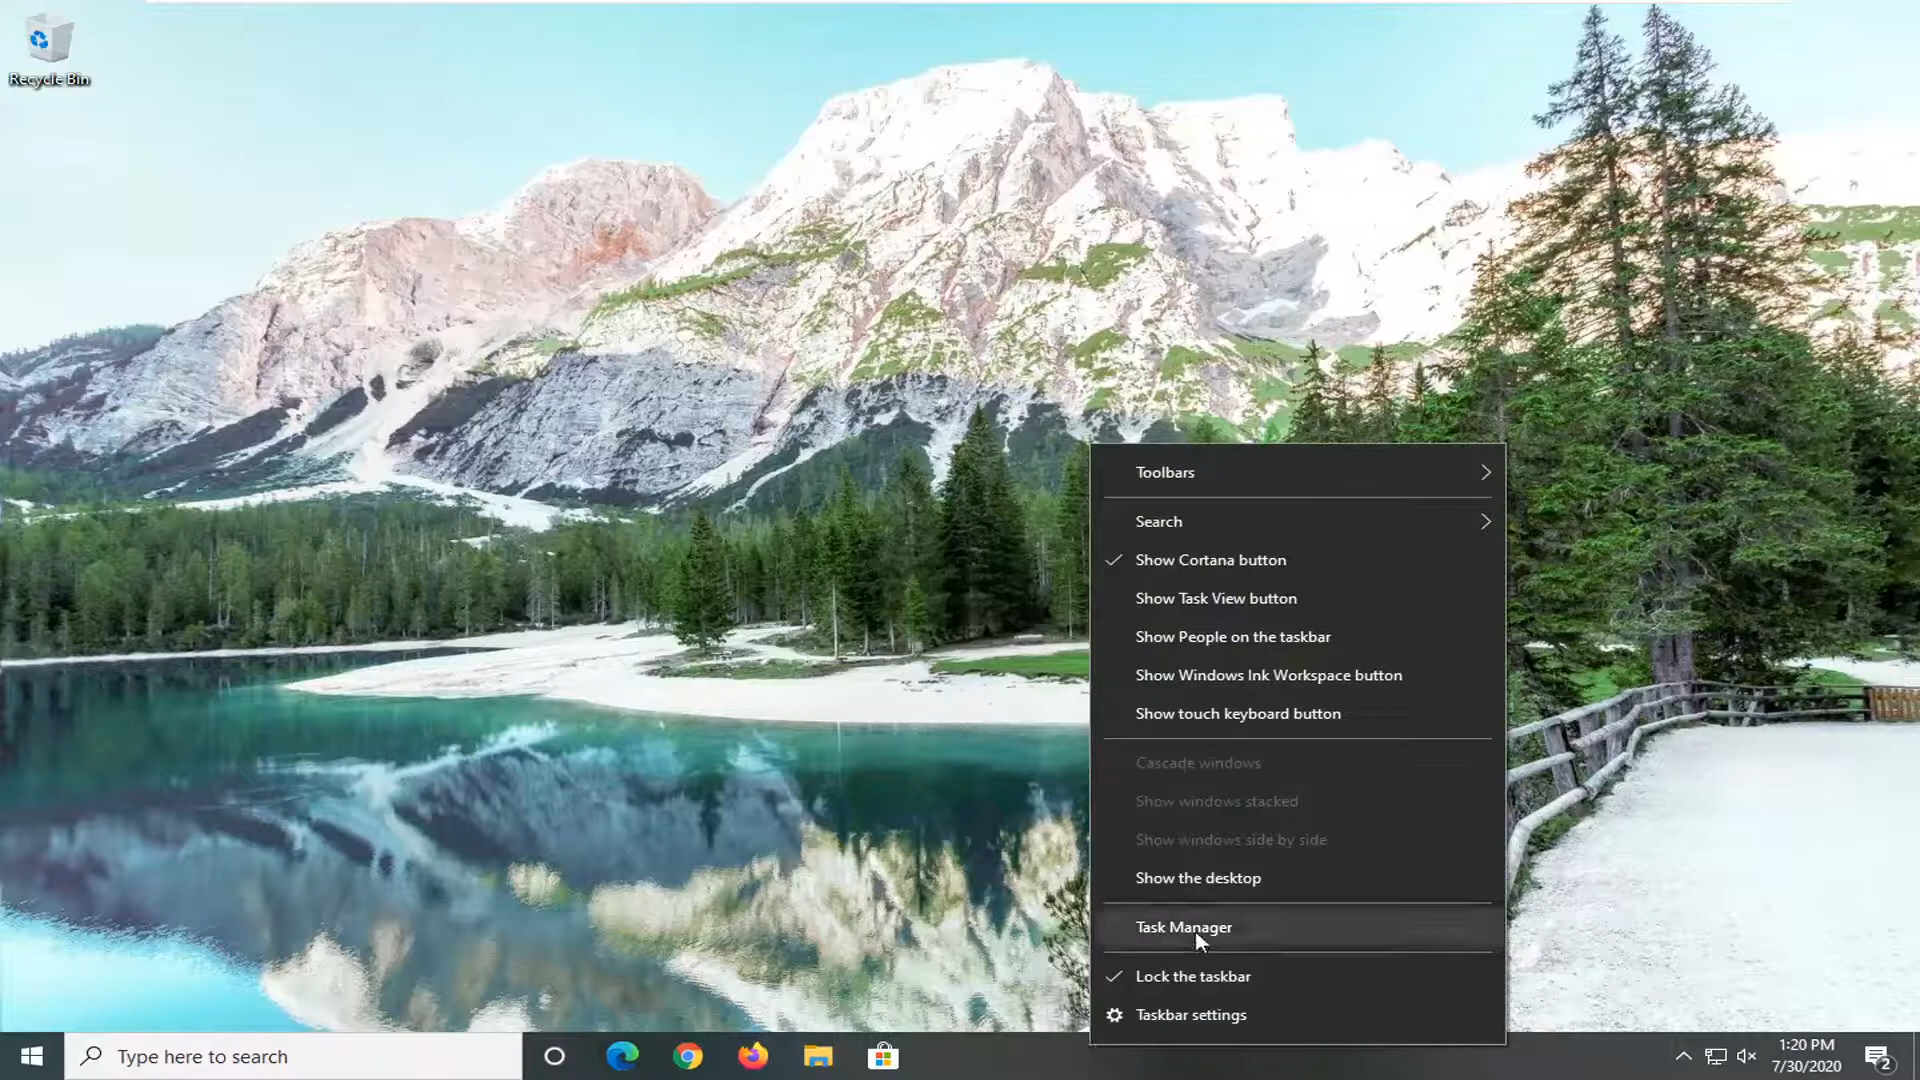 Recycle Bin
Toolbars
Search
Show Cortana button
Show Task View button
Show People on the taskbar
Show Windows Ink Workspace button
Show touch keyboard button
Cascade windows
Show windows stacked
Show windows side by side
Show the desktop
Task Manager
Lock the taskbar
Taskbar settings
Type here to search
1:20 PM
7/30/2020
2